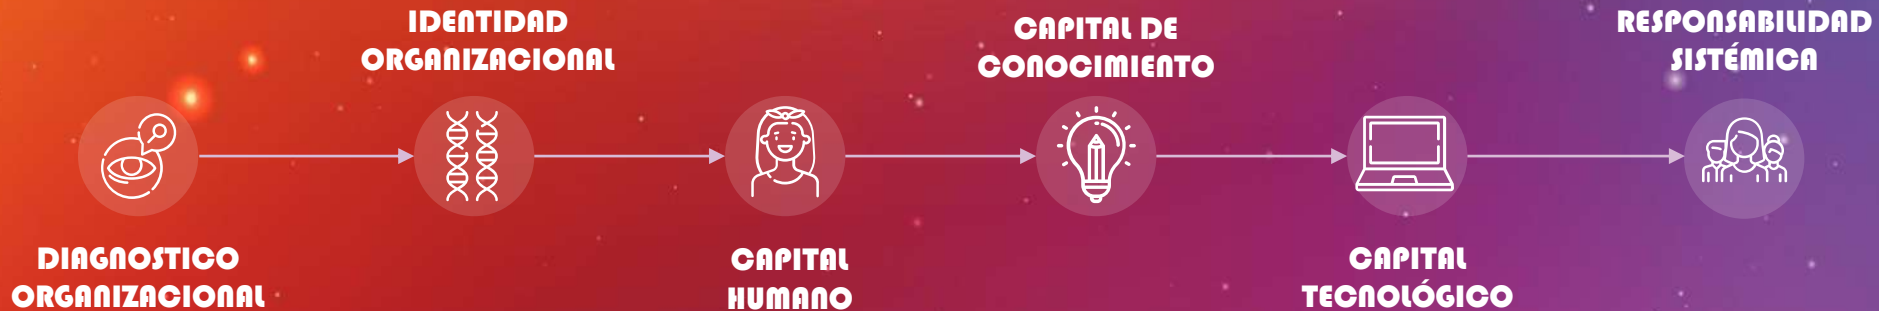 DIAGNOSTICO
ORGANIZACIONAL
IDENTIDAD
ORGANIZACIONAL
CAPITAL
HUMANO
CAPITAL DE
CONOCIMIENTO
CAPITAL
TECNOLÓGICO
RESPONSABILIDAD
SISTÉMICA